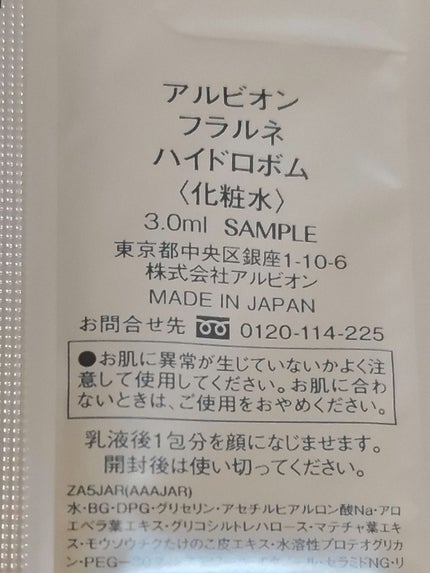 アルビオン
フラルネ
ハイドロボム
〈化粧水〉
3.0ml SAMPLE
東京都中央区銀座1-10-6
株式会社アルビオン
MADE IN JAPAN
お問合せ先 0120-114-225
●お肌に異常が生じていないかよく注
意して使用してください。お肌に合わ
ないときは、ご使用をおやめください。
乳液後1包分を顔になじませます。
開封後は使い切ってください。
ZA5JAR(AAAJAR)
水・BG・DPG・グリセリン・アセチルヒアルロン酸Na・アロ
エベラ葉エキス・グリコシルトレハロース・マテチャ葉エキ
ス・モウソウチクたけのこ皮エキス・水溶性プロテオグリカ
ン・PEG-
セラミドNG・リ